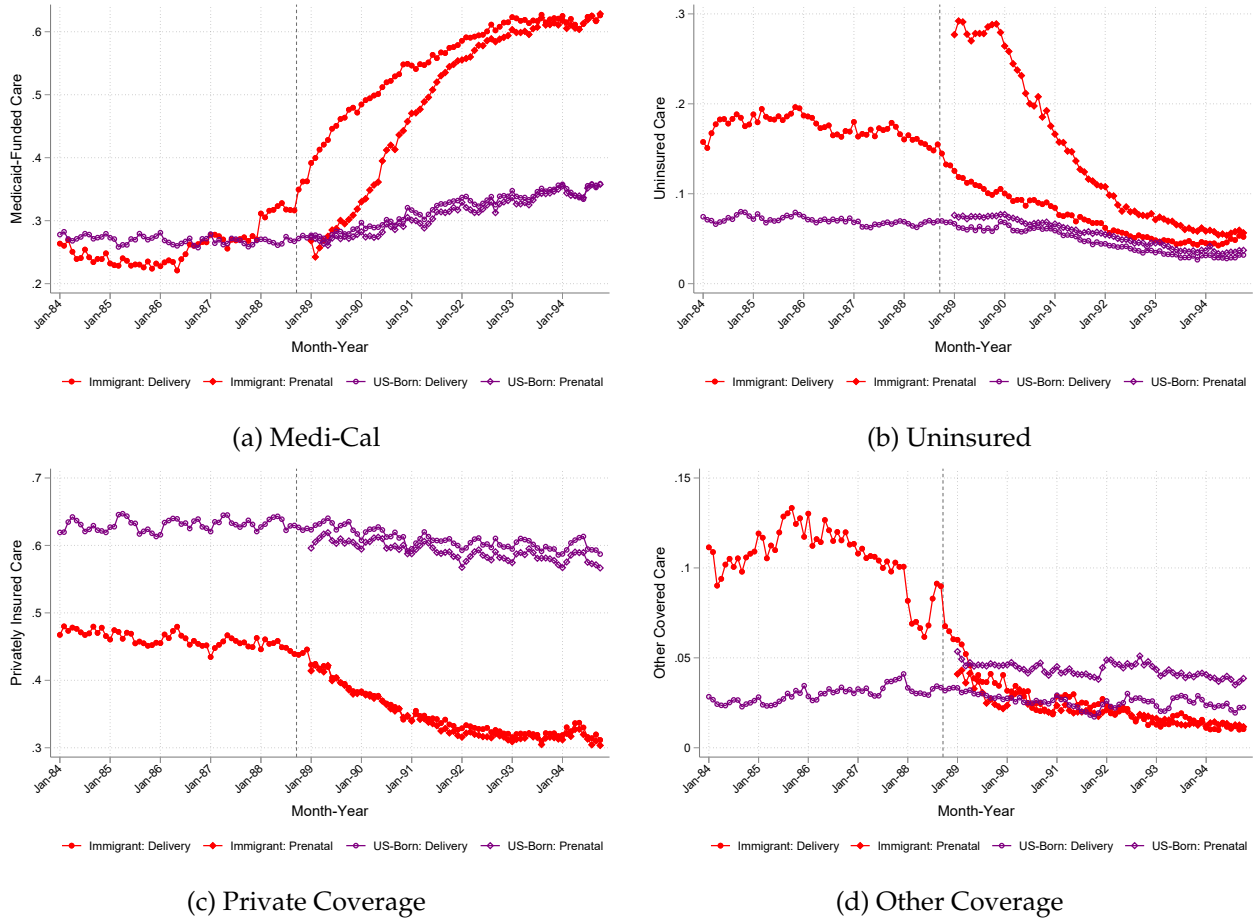 Medicaid-Funded Care
.6
.5
.4
.3
.2
Jan-84
Jan-85
Jan-86
Jan-87
Jan-88
Jan-89
Jan-90
Jan-91
Jan-92
Jan-93
Jan-94
Month-Year
Immigrant: Delivery Immigrant: Prenatal US-Born: Delivery US-Born: Prenatal
(a) Medi-Cal
Uninsured Care
.3
.2
.1
0
Jan-84
Jan-85
Jan-86
Jan-87
Jan-88
Jan-89
Jan-90
Jan-91
Jan-92
Jan-93
Jan-94
Month-Year
Immigrant: Delivery Immigrant: Prenatal US-Born: Delivery US-Born: Prenatal
(b) Uninsured
Privately Insured Care
.7
.6
.5
.4
.3
Jan-84
Jan-85
Jan-86
Jan-87
Jan-88
Jan-89
Jan-90
Jan-91
Jan-92
Jan-93
Jan-94
Month-Year
Immigrant: Delivery Immigrant: Prenatal US-Born: Delivery US-Born: Prenatal
(c) Private Coverage
Other Covered Care
.15
.1
.05
0
Jan-84
Jan-85
Jan-86
Jan-87
Jan-88
Jan-89
Jan-90
Jan-91
Jan-92
Jan-93
Jan-94
Month-Year
Immigrant: Delivery Immigrant: Prenatal US-Born: Delivery US-Born: Prenatal
(d) Other Coverage